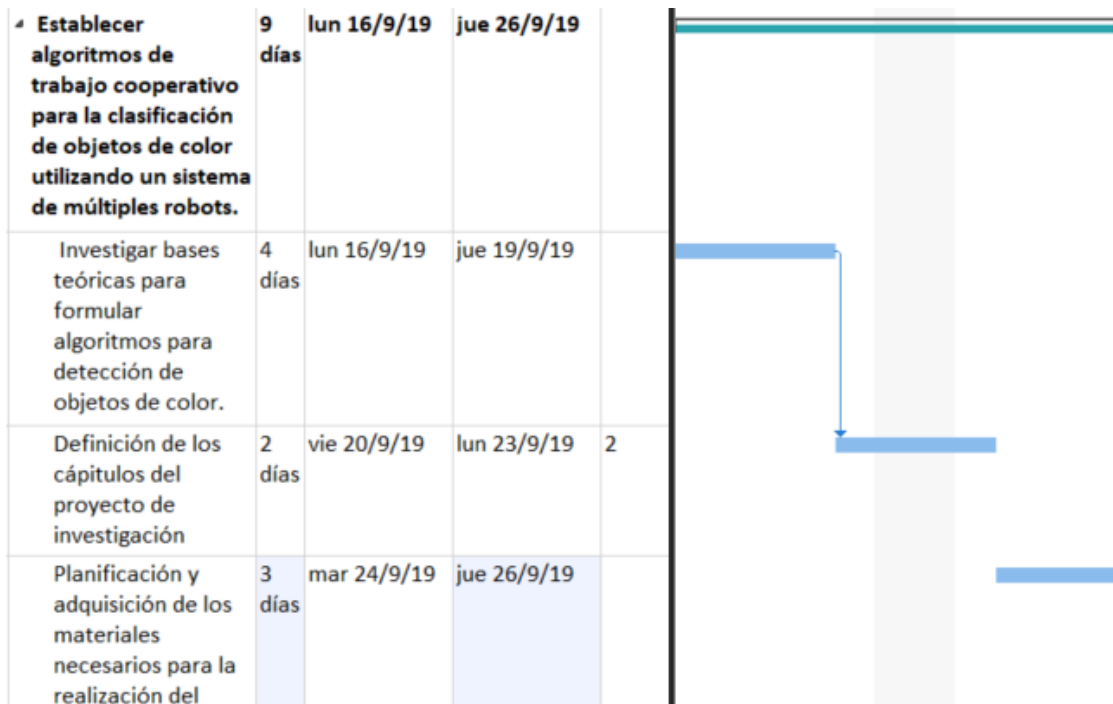 Establecer 9 lun 16/9/19 jue 26/9/19
algoritmos de días
trabajo cooperativo
para la clasificación
de objetos de color
utilizando un sistema
de múltiples robots.
Investigar bases 4 lun 16/9/19 jue 19/9/19
teóricas para días
formular
algoritmos para
detección de
objetos de color.
Definición de los 2 vie 20/9/19 lun 23/9/19 2
cápitulos del días
proyecto de
investigación
Planificación y 3 mar 24/9/19 jue 26/9/19
adquisición de los días
materiales
necesarios para la
realización del